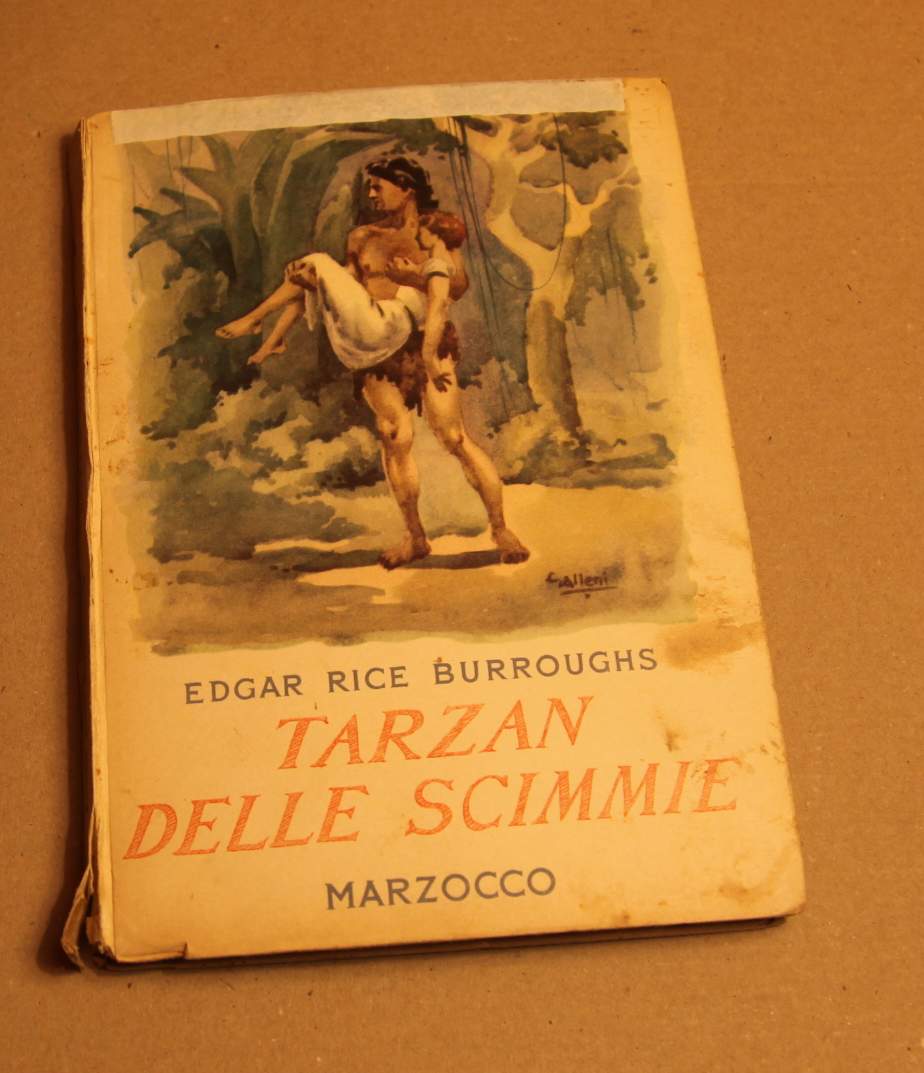 EDGAR RICE BURROUGHS
TARZAN
DELLE SCIMMIE
MARZOCCO